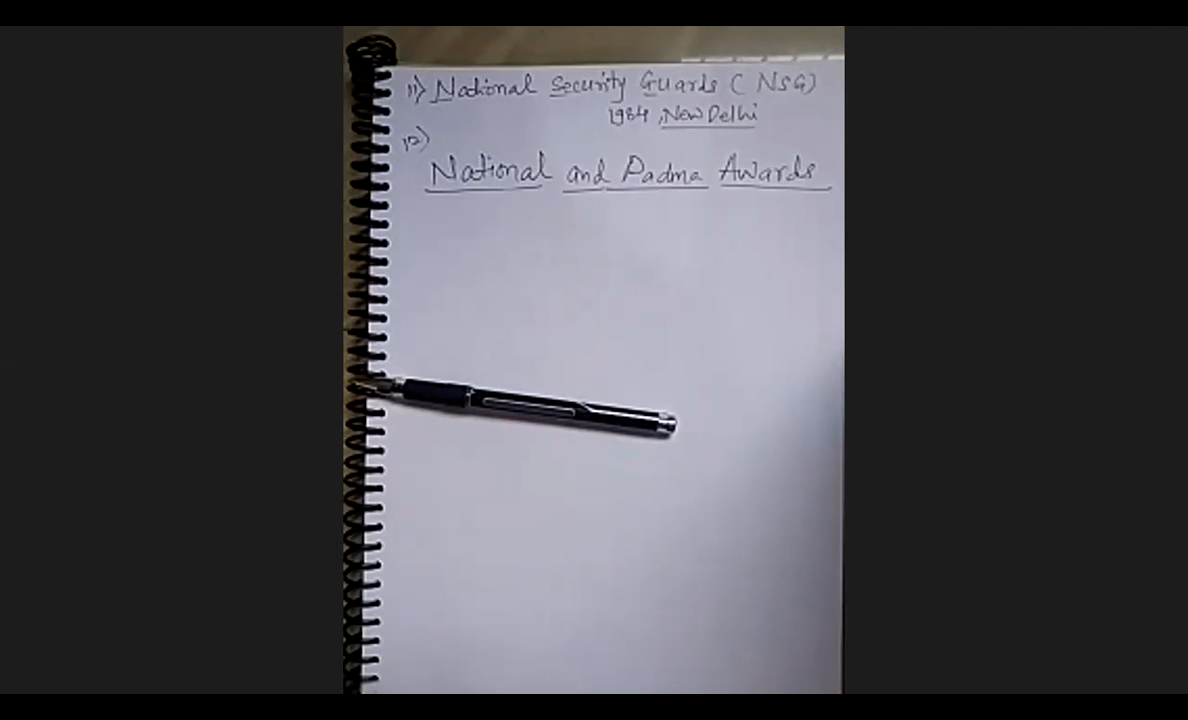 11) National Security Guards (NSG)
1984, New Delhi
12)
National and Padma Awards